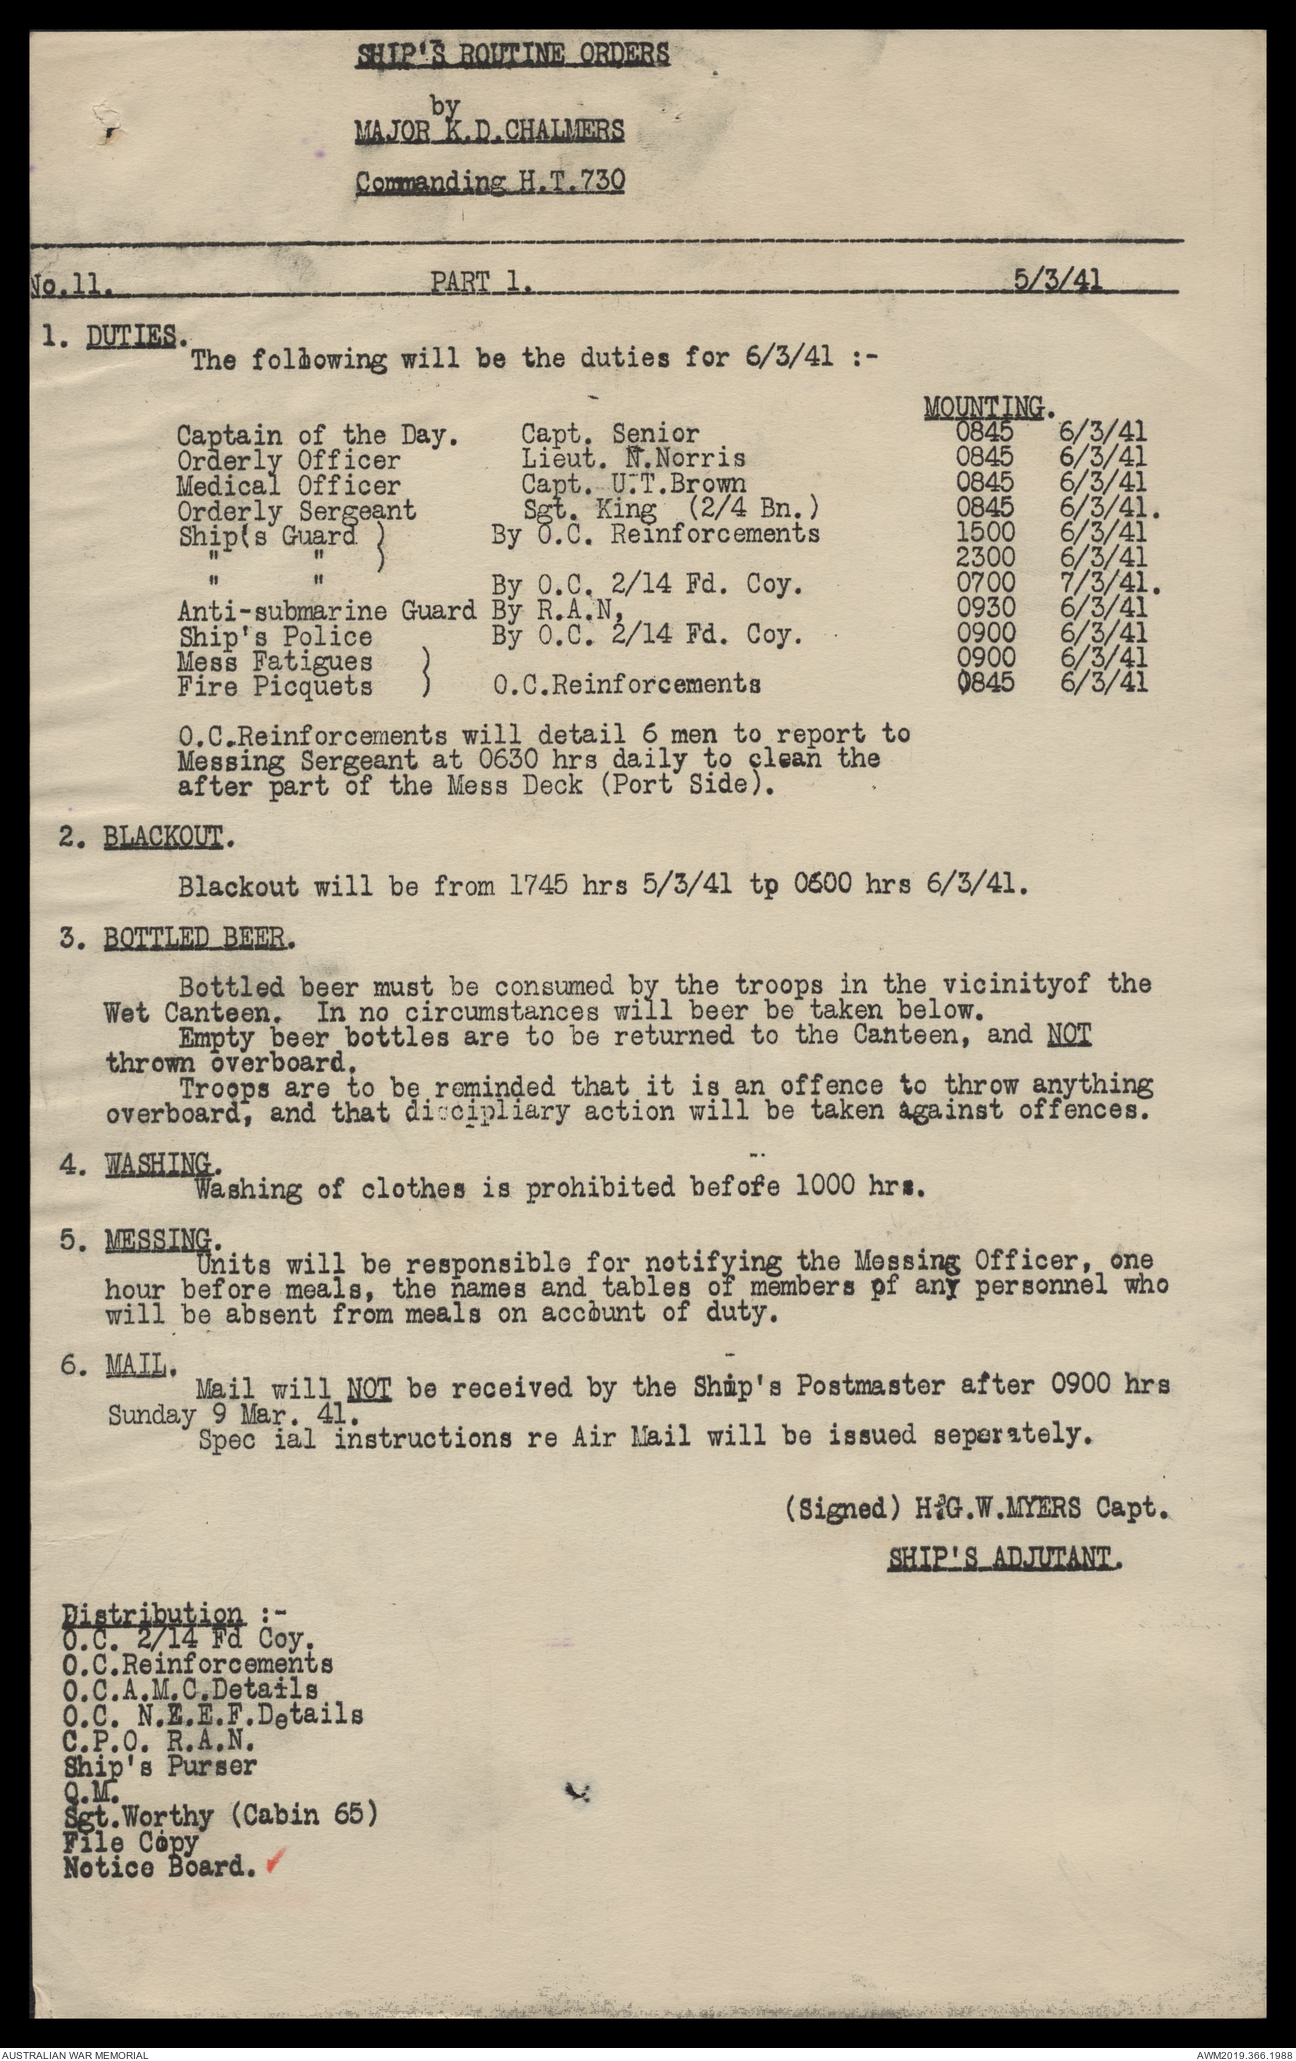 SHIP'S ROUTINE ORDERS
by
MAJOR K.D.CHALMERS
Commanding H.T.730
No.11. PART 1. 5/3/41
1. DUTIES.
The following will be the duties for 6/3/41 :-
MOUNTING.
Captain of the Day. Capt. Senior 0845 6/3/41
Orderly Officer Lieut. N.Norris 0845 6/3/41
Medical Officer Capt. U.T.Brown 0845 6/3/41
Orderly Sergeant Sgt. King (2/4 Bn.) 0845 6/3/41.
Ship(s Guard ) By O.C. Reinforcements 1500 6/3/41
" " ) 2300 6/3/41
" " By O.C. 2/14 Fd. Coy. 0700 7/3/41.
Anti-submarine Guard By R.A.N, 0930 6/3/41
Ship's Police By O.C. 2/14 Fd. Coy. 0900 6/3/41
Mess Fatigues ) 0900 6/3/41
Fire Picquets ) O.C.Reinforcements 0845 6/3/41
O.C.Reinforcements will detail 6 men to report to
Messing Sergeant at 0630 hrs daily to clean the
after part of the Mess Deck (Port Side).
2. BLACKOUT.
Blackout will be from 1745 hrs 5/3/41 tp 0600 hrs 6/3/41.
3. BOTTLED BEER.
Bottled beer must be consumed by the troops in the vicinityof the
Wet Canteen. In no circumstances will beer be taken below.
Empty beer bottles are to be returned to the Canteen, and NOT
thrown overboard.
Troops are to be reminded that it is an offence to throw anything
overboard, and that discipliary action will be taken against offences.
4. WASHING.
Washing of clothes is prohibited before 1000 hrs.
5. MESSING.
Units will be responsible for notifying the Messing Officer, one
hour before meals, the names and tables of members of any personnel who
will be absent from meals on account of duty.
6. MAIL.
Mail will NOT be received by the Ship's Postmaster after 0900 hrs
Sunday 9 Mar. 41.
Spec ial instructions re Air Mail will be issued separately.
(Signed) H.G.W.MYERS Capt.
SHIP'S ADJUTANT.
Distribution :-
O.C. 2/14 Fd Coy.
O.C.Reinforcements
O.C.A.M.C.Details
O.C. N.E.E.F.Details
C.P.O. R.A.N.
Ship's Purser
Q.M.
Sgt.Worthy (Cabin 65)
File Copy
Notice Board.
AUSTRALIAN WAR MEMORIAL AWM2019.366.1988